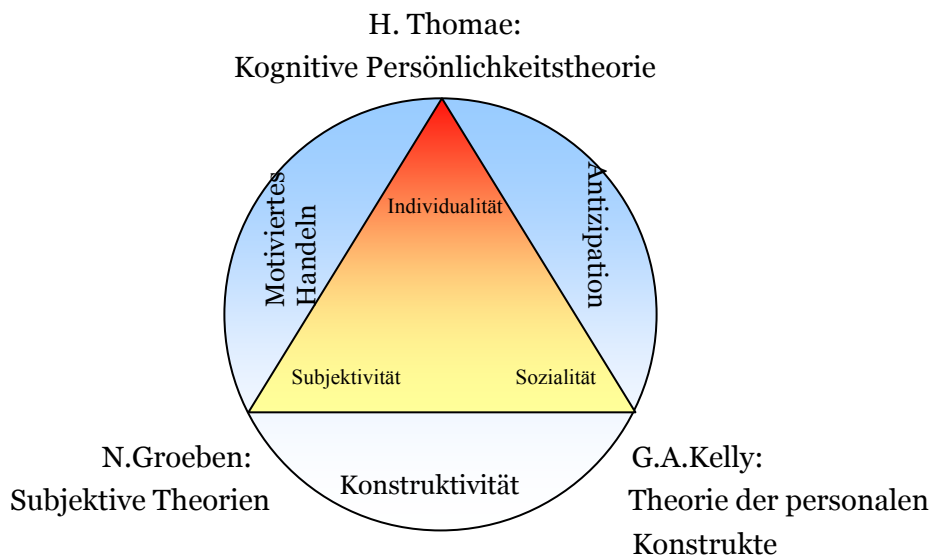 H. Thomae:
Kognitive Persönlichkeitstheorie
Motiviertes
Handeln
Individualität
Antizipation
Subjektivität
Sozialität
Konstruktivität
N.Groeben:
Subjektive Theorien
G.A.Kelly:
Theorie der personalen
Konstrukte